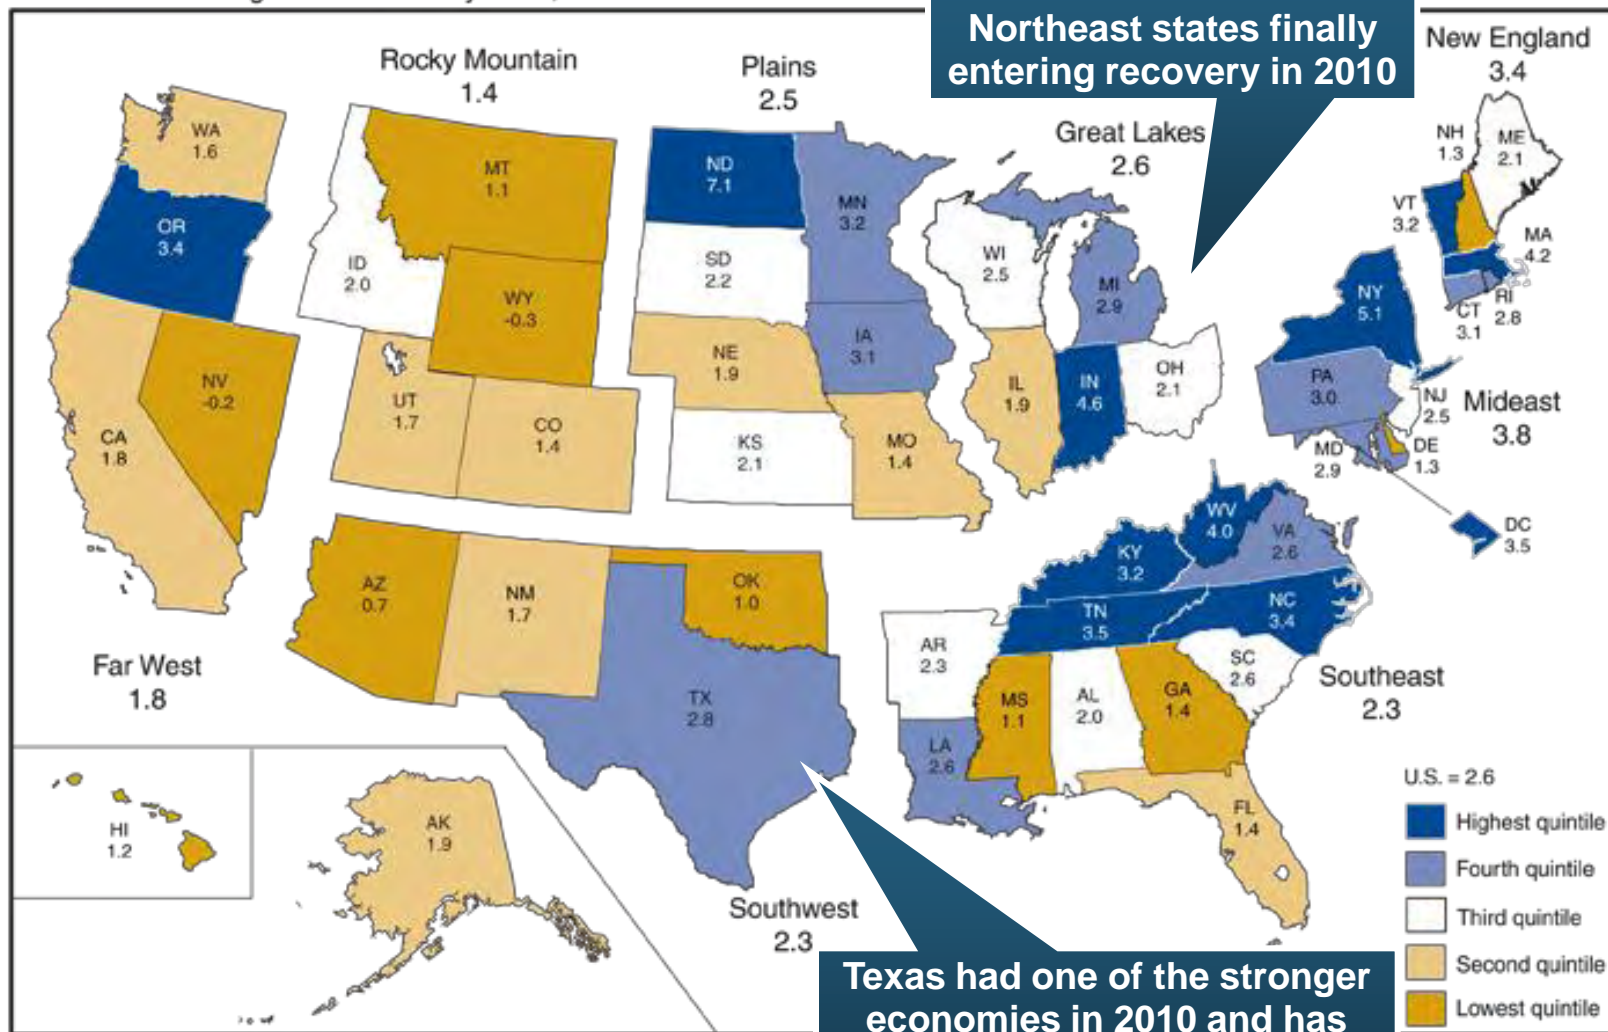 Northeast states finally
entering recovery in 2010
New England
3.4
Rocky Mountain
1.4
Plains
2.5
Great Lakes
2.6
WA
1.6
OR
3.4
CA
1.8
NV
-0.2
Far West
1.8
MT
1.1
ID
2.0
WY
-0.3
UT
1.7
CO
1.4
ND
7.1
MN
3.2
SD
2.2
IA
3.1
NE
1.9
KS
2.1
MO
1.4
WI
2.5
MI
2.9
IL
1.9
IN
4.6
OH
2.1
NH
1.3
ME
2.1
VT
3.2
MA
4.2
CT
3.1
RI
2.8
NY
5.1
PA
3.0
NJ
2.5
Mideast
3.8
MD
2.9
DE
1.3
DC
3.5
AZ
0.7
NM
1.7
OK
1.0
TX
2.8
Southwest
2.3
WV
4.0
VA
2.6
KY
3.2
TN
3.5
NC
3.4
AR
2.3
SC
2.6
Southeast
2.3
MS
1.1
AL
2.0
GA
1.4
LA
2.6
FL
1.4
HI
1.2
AK
1.9
U.S. = 2.6
Highest quintile
Fourth quintile
Third quintile
Second quintile
Lowest quintile
Texas had one of the stronger
economies in 2010 and has